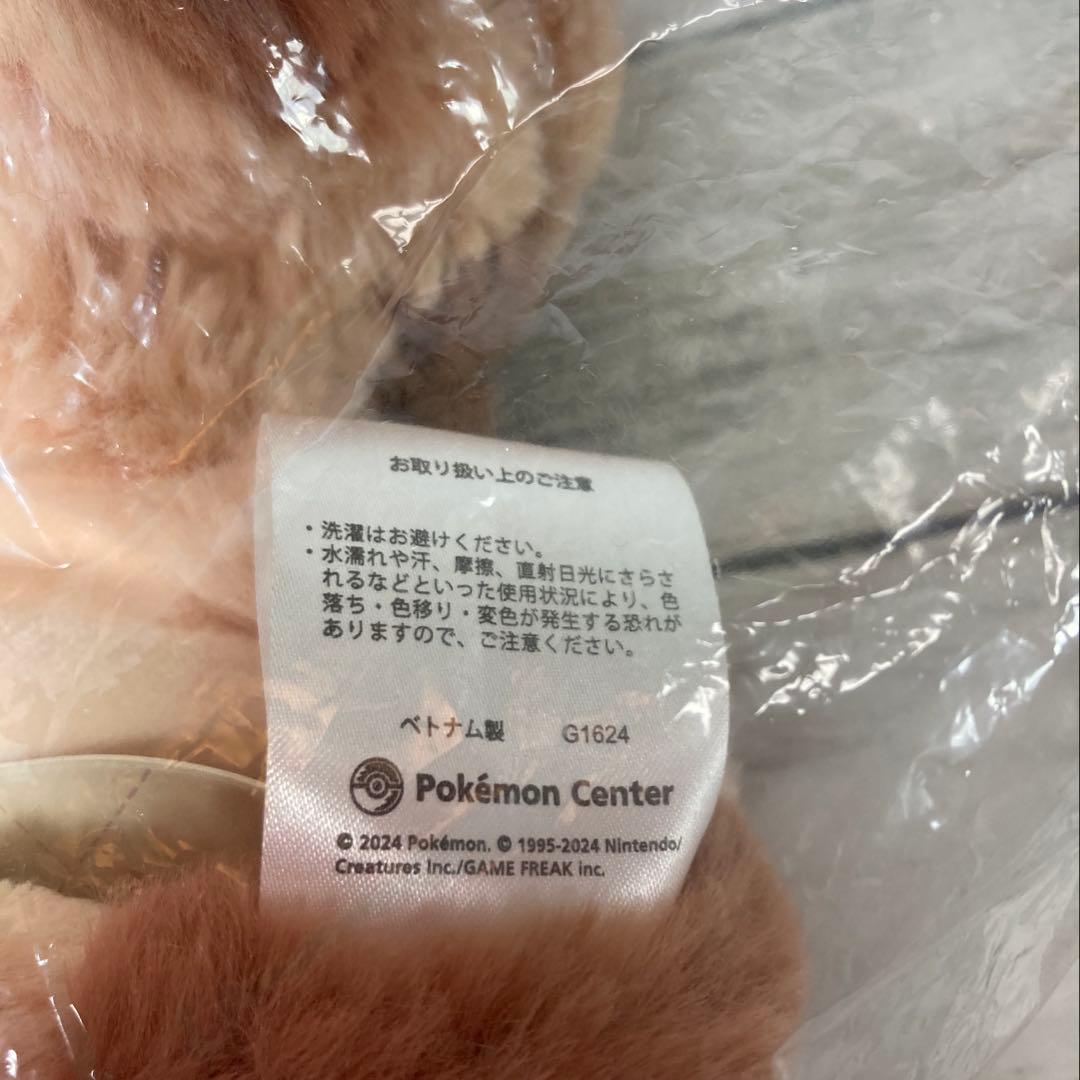 お取り扱い上のご注意
・洗濯はお避けください。
・水濡れや汗、摩擦、直射日光にさらさ
れるなどといった使用状況により、色
落ち・色移り・変色が発生する恐れが
ありますので、ご注意ください。
ベトナム製 G1624
Pokémon Center
© 2024 Pokémon. © 1995-2024 Nintendo/
Creatures Inc./GAME FREAK inc.